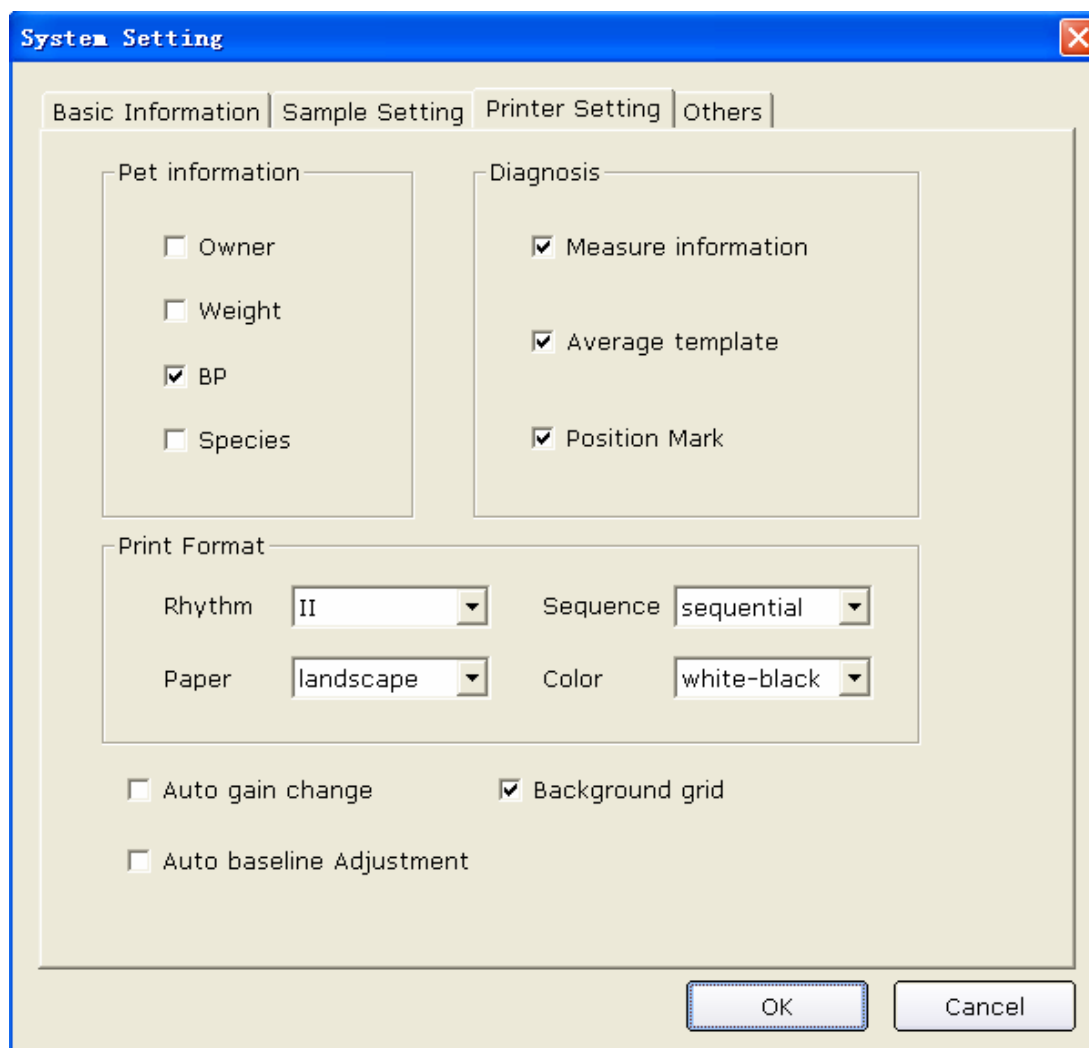 System Setting
Basic Information Sample Setting Printer Setting Others
Pet information
Owner
Weight
BP
Species
Diagnosis
Measure information
Average template
Position Mark
Print Format
Rhythm II Sequence sequential
Paper landscape Color white-black
Auto gain change Background grid
Auto baseline Adjustment
OK Cancel